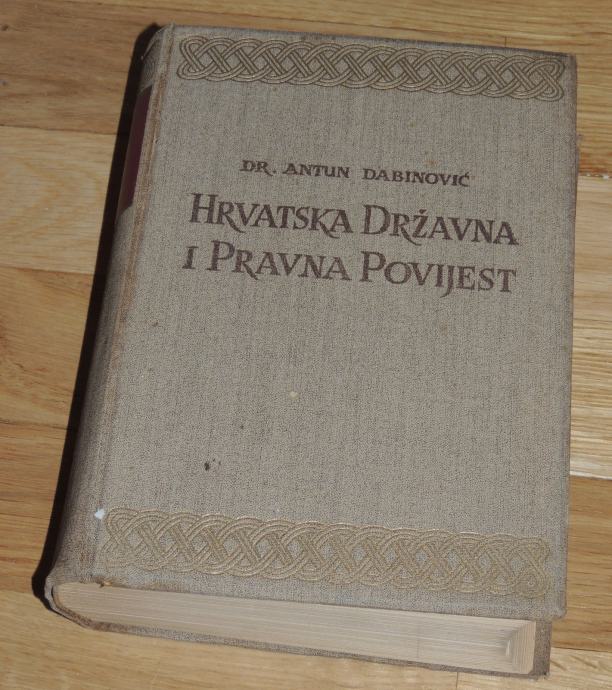 DR. ANTUN DABINOVIĆ
HRVATSKA DRŽAVNA
I PRAVNA POVIJEST